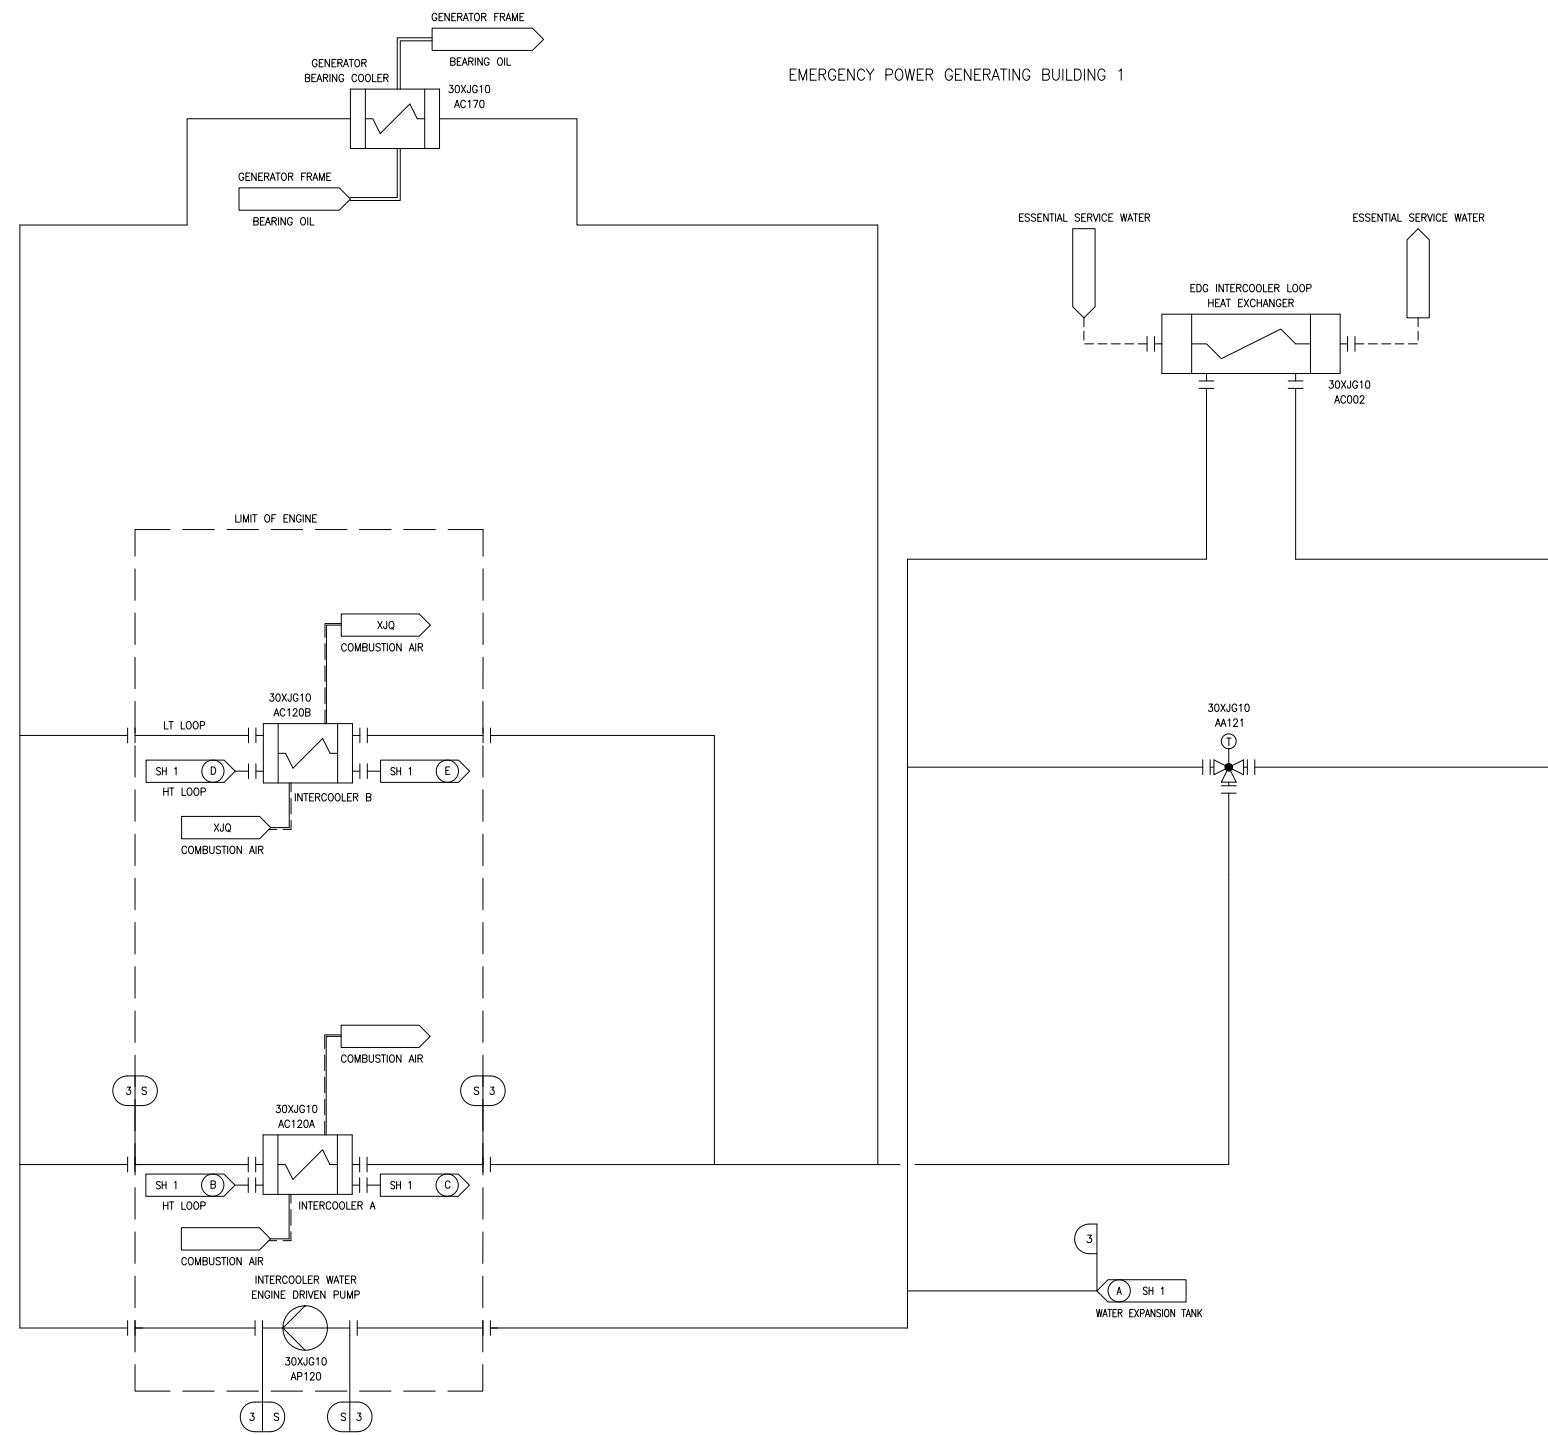 GENERATOR FRAME
BEARING OIL
GENERATOR
BEARING COOLER
30XJG10
AC170
EMERGENCY POWER GENERATING BUILDING 1
GENERATOR FRAME
BEARING OIL
ESSENTIAL SERVICE WATER
ESSENTIAL SERVICE WATER
EDG INTERCOOLER LOOP
HEAT EXCHANGER
30XJG10
AC002
LIMIT OF ENGINE
XJQ
COMBUSTION AIR
30XJG10
AC120B
LT LOOP
SH 1 D
SH 1 E
HT LOOP
INTERCOOLER B
XJQ
COMBUSTION AIR
30XJG10
AA121
T
COMBUSTION AIR
3 S
S 3
30XJG10
AC120A
SH 1 B
SH 1 C
HT LOOP
INTERCOOLER A
COMBUSTION AIR
3
A SH 1
WATER EXPANSION TANK
INTERCOOLER WATER
ENGINE DRIVEN PUMP
30XJG10
AP120
3 S
S 3